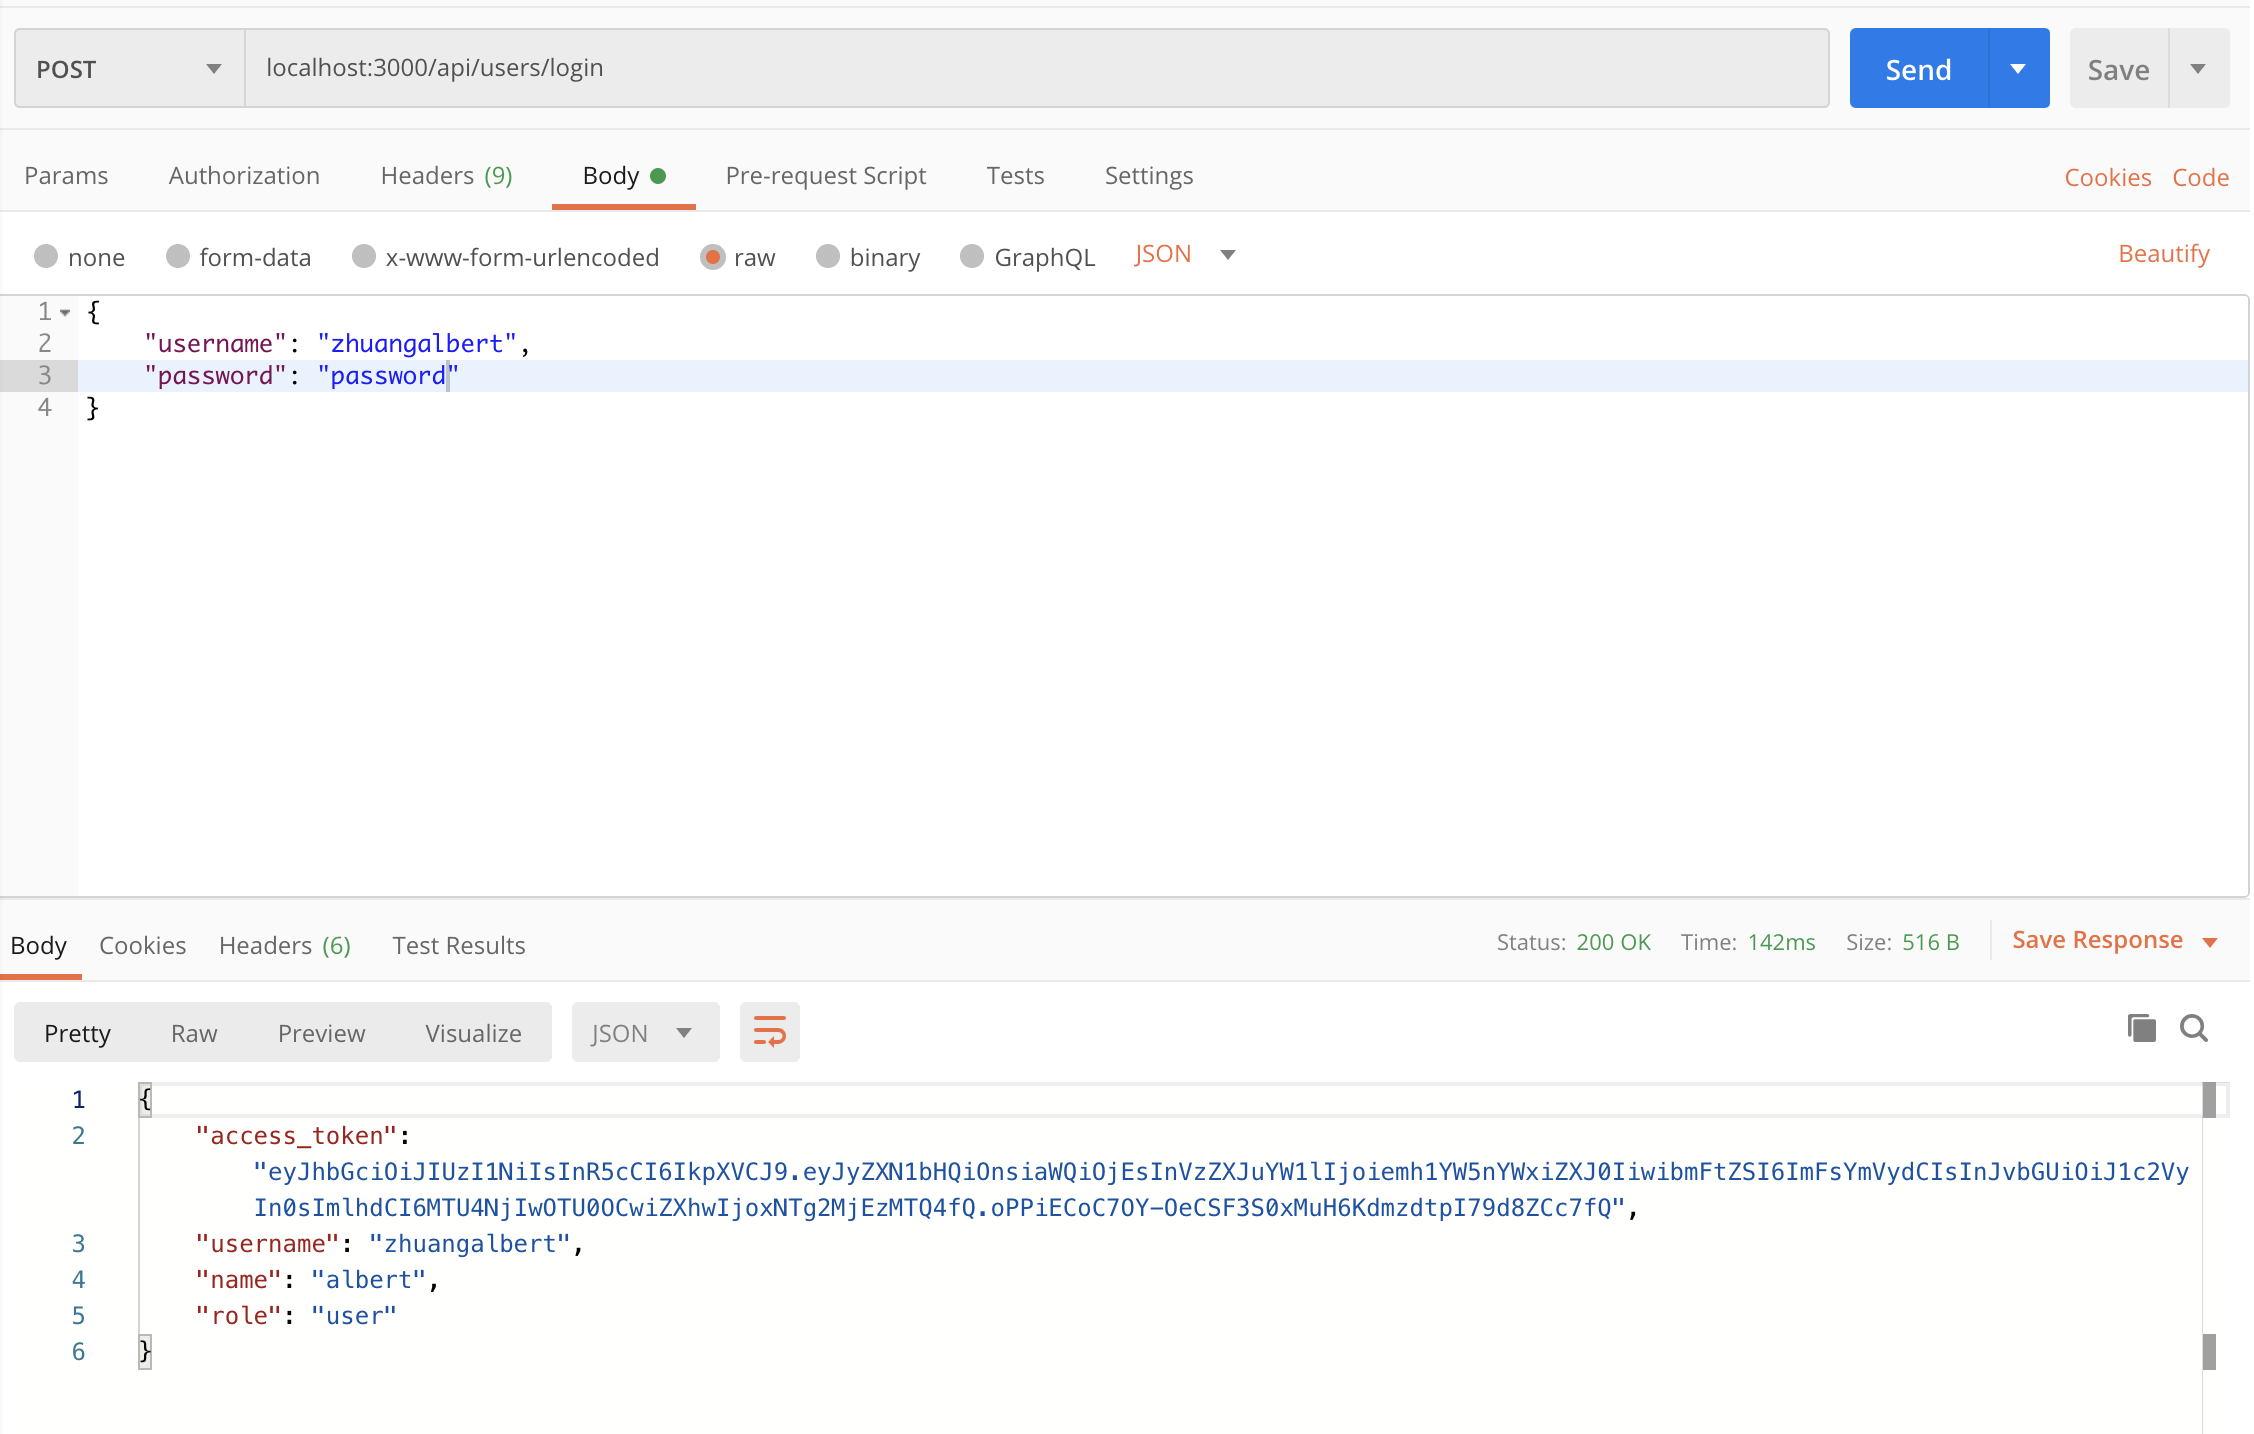 POST localhost:3000/api/users/login Send Save
Params Authorization Headers (9) Body Pre-request Script Tests Settings Cookies Code
none form-data x-www-form-urlencoded raw binary GraphQL JSON Beautify
1 {
2 "username": "zhuangalbert",
3 "password": "password"
4 }
Body Cookies Headers (6) Test Results Status: 200 OK Time: 142ms Size: 516 B Save Response
Pretty Raw Preview Visualize JSON
1 {
2 "access_token":
"eyJhbGciOiJIUzI1NiIsInR5cCI6IkpXVCJ9.eyJyZXN1bHQiOnsiaWQiOjEsInVzZXJuYW1lIjoiemh1YW5nYWxiZXJ0IiwibmFtZSI6ImFsYmVydCIsInJvbGUiOiJ1c2Vy
In0sImlhdCI6MTU4NjIwOTU0OCwiZXhwIjoxNTg2MjEzMTQ4fQ.oPPiECoC7OY-OeCSF3S0xMuH6KdmzdtpI79d8ZCc7fQ",
3 "username": "zhuangalbert",
4 "name": "albert",
5 "role": "user"
6 }